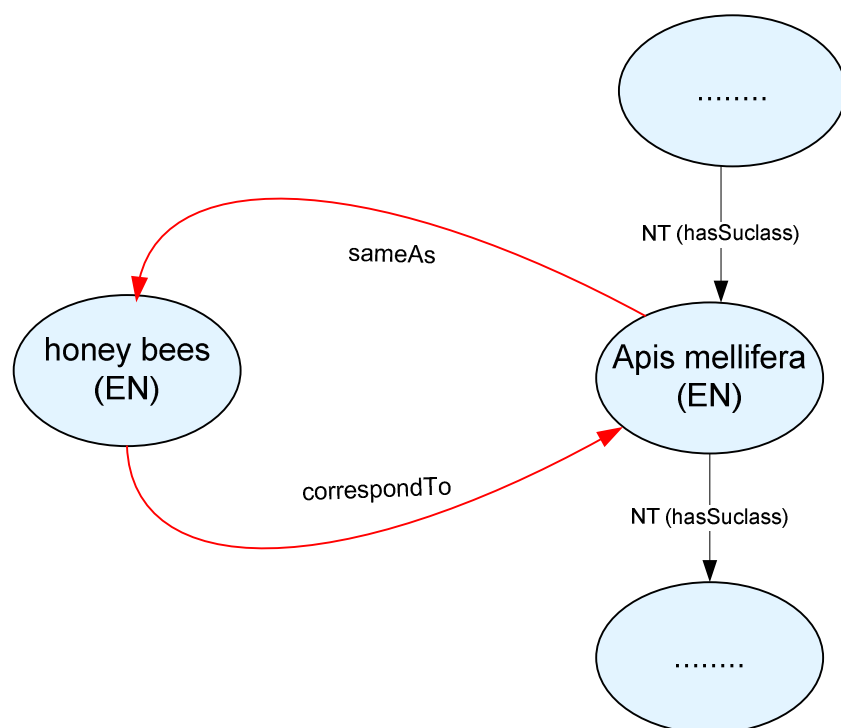 ........
NT (hasSuclass)
sameAs
honey bees
(EN)
Apis mellifera
(EN)
correspondTo
NT (hasSuclass)
........